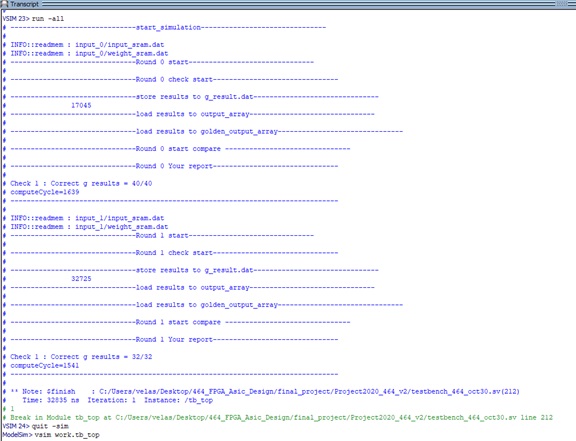 Transcript
VSIM 23> run -all
# -----------------------------start_simulation-----------------------------
#
# INFO::readmem : input_0/input_sram.dat
# INFO::readmem : input_0/weight_sram.dat
# -----------------------------Round 0 start-----------------------------
#
# -----------------------------Round 0 check start-----------------------------
#
# -----------------------------store results to g_result.dat-----------------------------
#                17045
# -----------------------------load results to output_array-----------------------------
#
# -----------------------------load results to golden_output_array-----------------------------
#
# -----------------------------Round 0 start compare -----------------------------
#
# -----------------------------Round 0 Your report-----------------------------
#
# Check 1 : Correct g results = 40/40
# computeCycle=1639
# ----------------------------------------------------------------------------
#
# INFO::readmem : input_1/input_sram.dat
# INFO::readmem : input_1/weight_sram.dat
# -----------------------------Round 1 start-----------------------------
#
# -----------------------------Round 1 check start-----------------------------
#
# -----------------------------store results to g_result.dat-----------------------------
#                32725
# -----------------------------load results to output_array-----------------------------
#
# -----------------------------load results to golden_output_array-----------------------------
#
# -----------------------------Round 1 start compare -----------------------------
#
# -----------------------------Round 1 Your report-----------------------------
#
# Check 1 : Correct g results = 32/32
# computeCycle=1541
# ----------------------------------------------------------------------------
#
# ** Note: $finish    : C:/Users/velas/Desktop/464_FPGA_Asic_Design/final_project/Project2020_464_v2/testbench_464_oct30.sv(212)
#    Time: 32835 ns  Iteration: 1  Instance: /tb_top
# 1
# Break in Module tb_top at C:/Users/velas/Desktop/464_FPGA_Asic_Design/final_project/Project2020_464_v2/testbench_464_oct30.sv line 212
VSIM 24> quit -sim
ModelSim> vsim work.tb_top